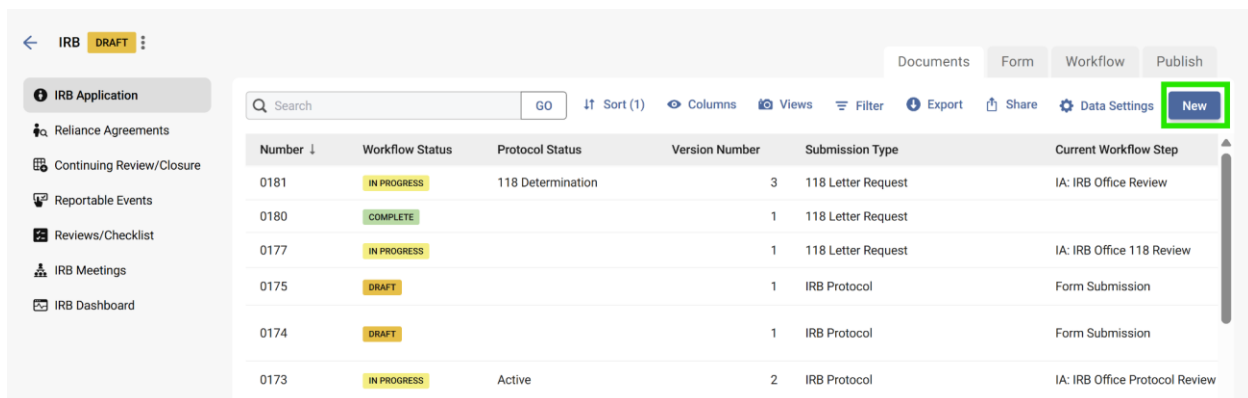 IRB DRAFT
Documents Form Workflow Publish
IRB Application
Reliance Agreements
Continuing Review/Closure
Reportable Events
Reviews/Checklist
IRB Meetings
IRB Dashboard
Search GO Sort (1) Columns Views Filter Export Share Data Settings New
Number ↓ Workflow Status Protocol Status Version Number Submission Type Current Workflow Step
0181 IN PROGRESS 118 Determination 3 118 Letter Request IA: IRB Office Review
0180 COMPLETE 1 118 Letter Request
0177 IN PROGRESS 1 118 Letter Request IA: IRB Office 118 Review
0175 DRAFT 1 IRB Protocol Form Submission
0174 DRAFT 1 IRB Protocol Form Submission
0173 IN PROGRESS Active 2 IRB Protocol IA: IRB Office Protocol Review